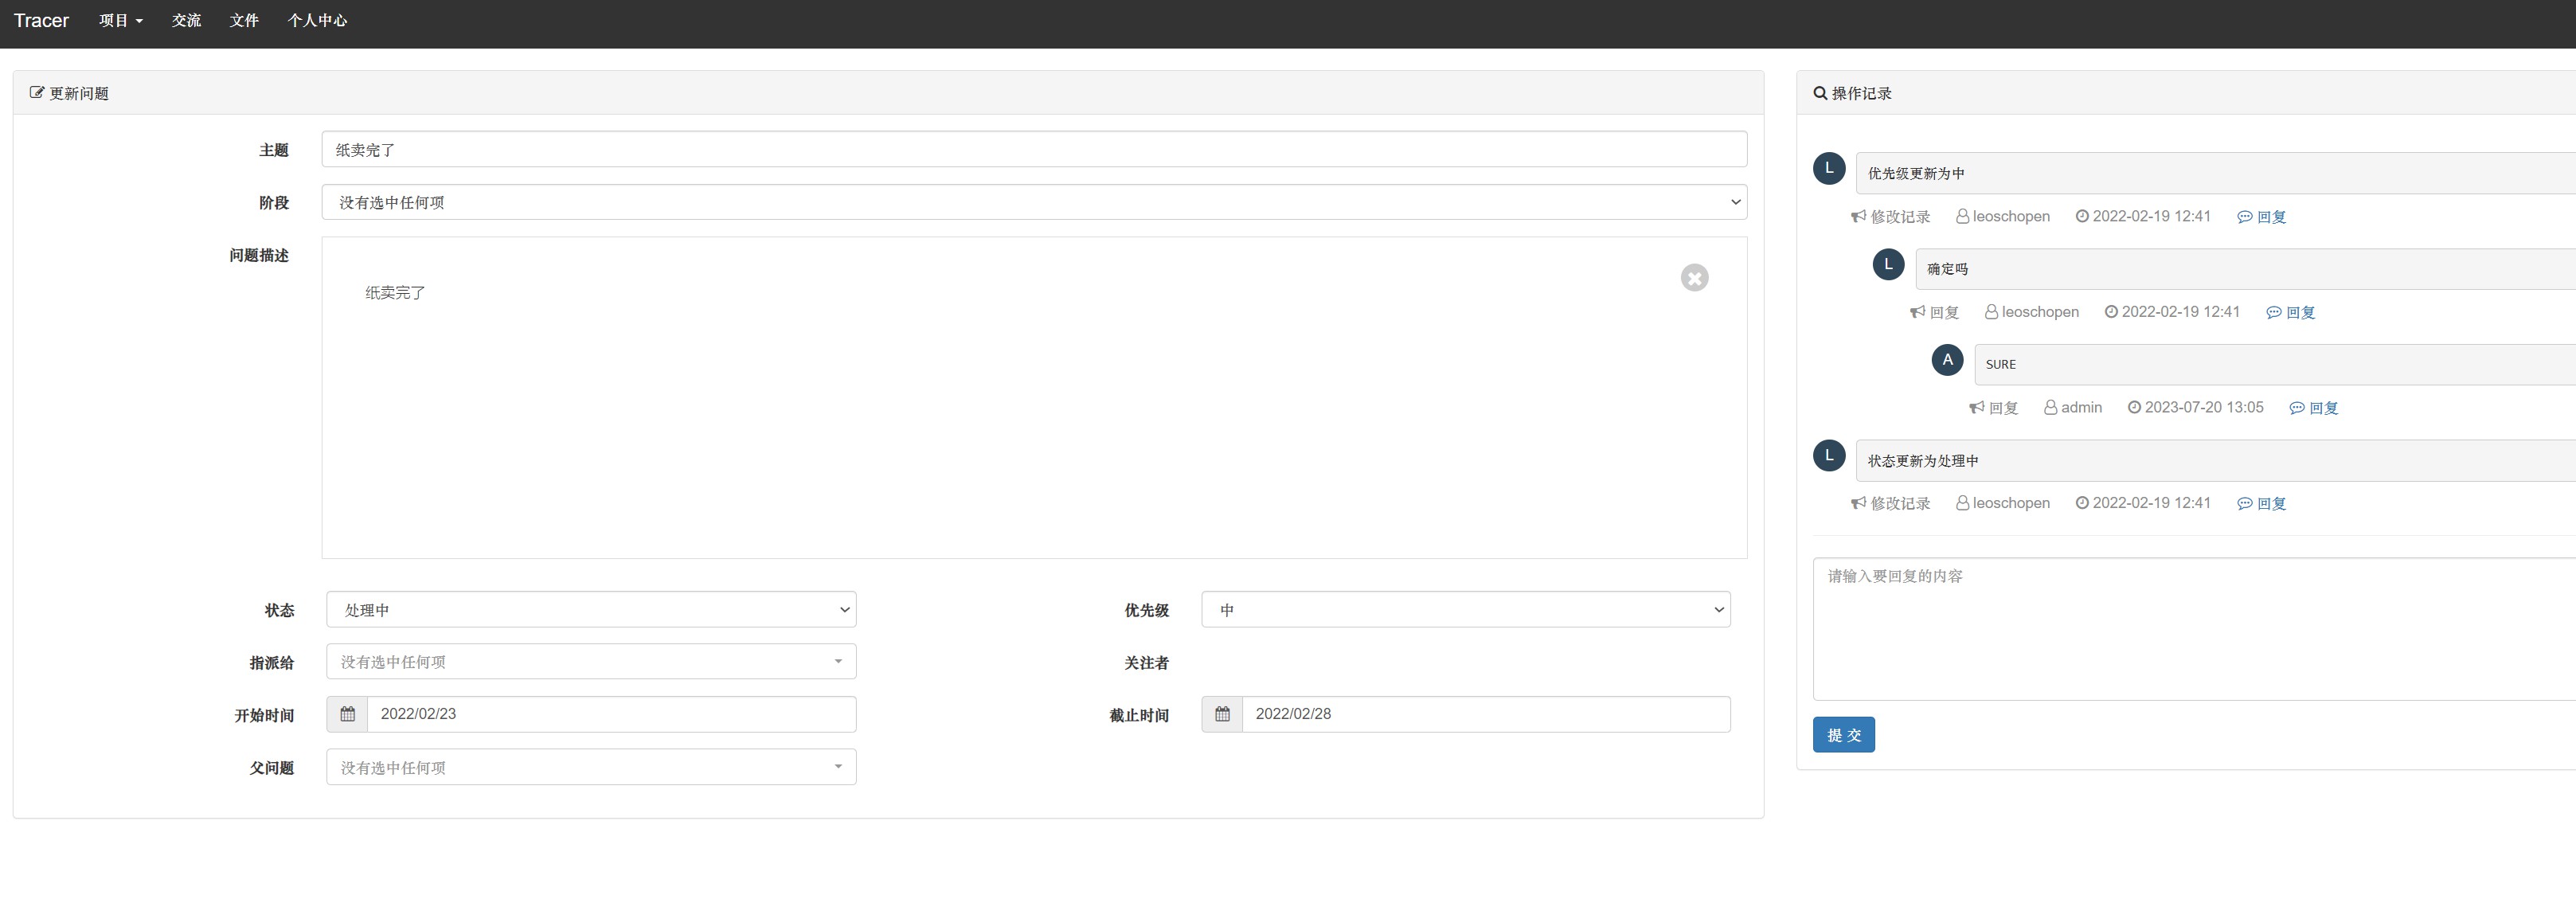 Tracer 项目 交流 文件 个人中心
更新问题
主题 纸卖完了
阶段 没有选中任何项
问题描述
纸卖完了
状态 处理中 优先级 中
指派给 没有选中任何项 关注者
开始时间 2022/02/23 截止时间 2022/02/28
父问题 没有选中任何项
操作记录
L 优先级更新为中
修改记录 leoschopen 2022-02-19 12:41 回复
L 确定吗
回复 leoschopen 2022-02-19 12:41 回复
A SURE
回复 admin 2023-07-20 13:05 回复
L 状态更新为处理中
修改记录 leoschopen 2022-02-19 12:41 回复
请输入要回复的内容
提 交